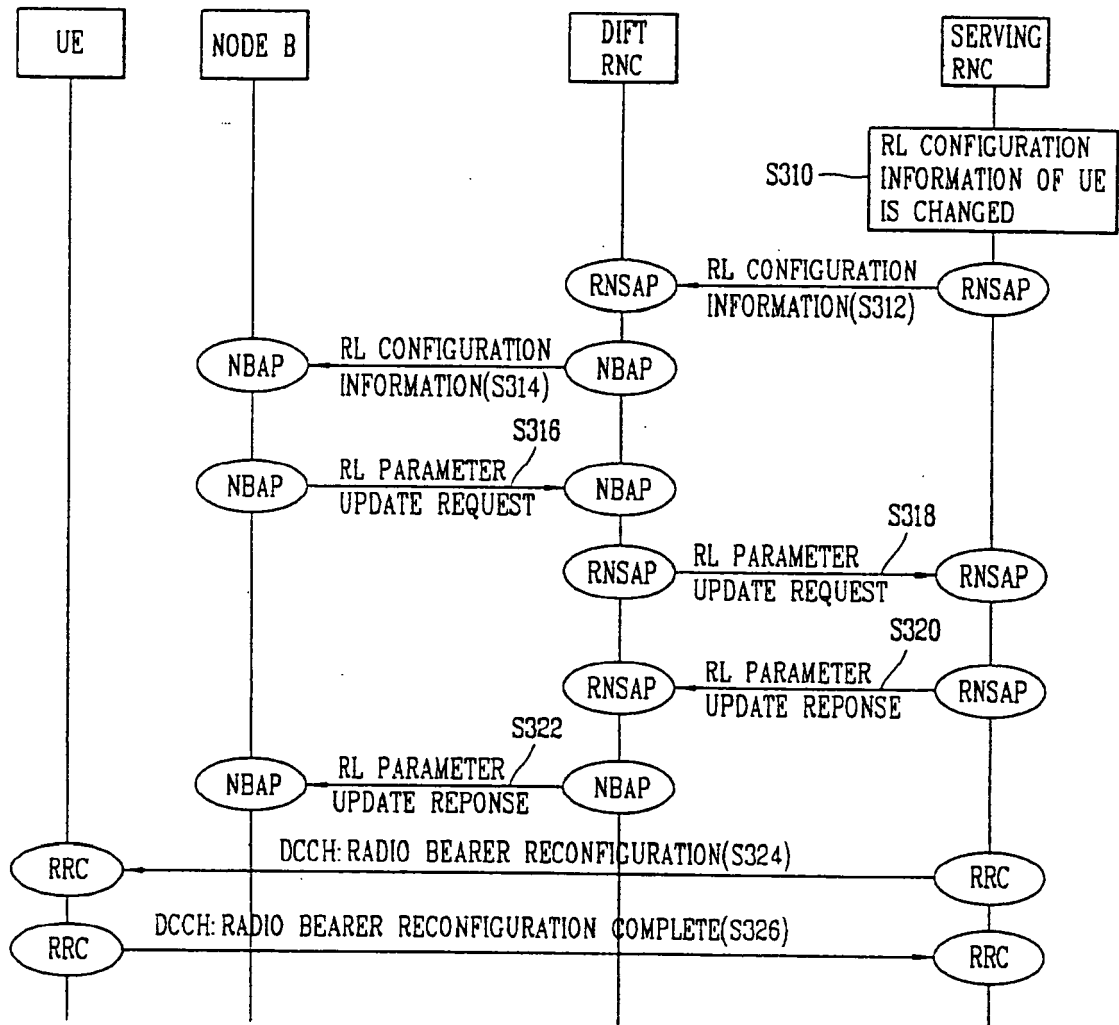 UE
NODE B
DIFT
RNC
SERVING
RNC
S310
RL CONFIGURATION
INFORMATION OF UE
IS CHANGED
RNSAP
RL CONFIGURATION
INFORMATION(S312)
RNSAP
NBAP
RL CONFIGURATION
INFORMATION(S314)
NBAP
S316
NBAP
RL PARAMETER
UPDATE REQUEST
NBAP
S318
RNSAP
RL PARAMETER
UPDATE REQUEST
RNSAP
S320
RNSAP
RL PARAMETER
UPDATE REPONSE
RNSAP
S322
NBAP
RL PARAMETER
UPDATE REPONSE
NBAP
RRC
DCCH: RADIO BEARER RECONFIGURATION(S324)
RRC
RRC
DCCH: RADIO BEARER RECONFIGURATION COMPLETE(S326)
RRC